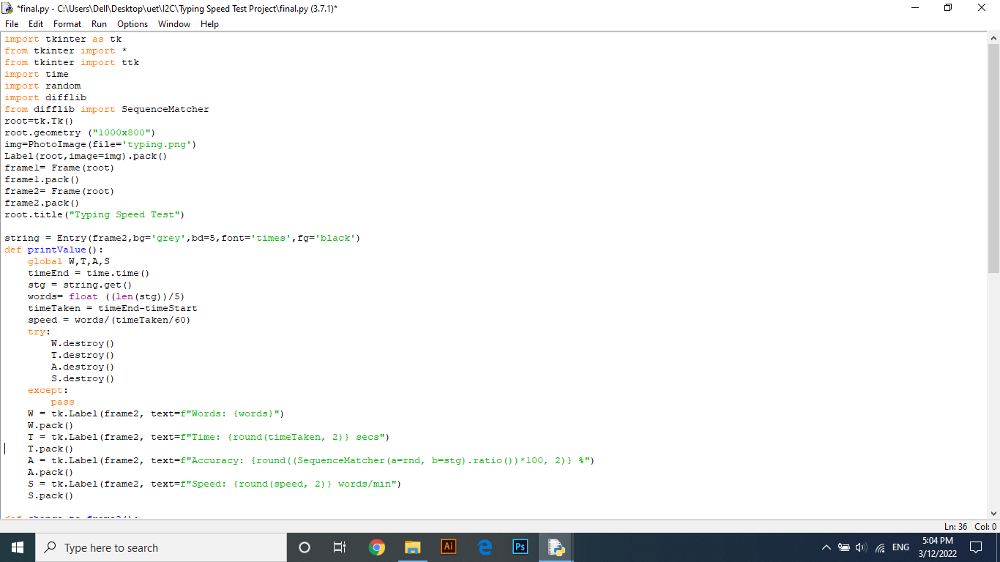 *final.py - C:\Users\Dell\Desktop\uet\I2C\Typing Speed Test Project\final.py (3.7.1)*
File Edit Format Run Options Window Help
import tkinter as tk
from tkinter import *
from tkinter import ttk
import time
import random
import difflib
from difflib import SequenceMatcher
root=tk.Tk()
root.geometry ("1000x800")
img=PhotoImage(file='typing.png')
Label(root,image=img).pack()
frame1= Frame(root)
frame1.pack()
frame2= Frame(root)
frame2.pack()
root.title("Typing Speed Test")

string = Entry(frame2,bg='grey',bd=5,font='times',fg='black')
def printValue():
    global W,T,A,S
    timeEnd = time.time()
    stg = string.get()
    words= float ((len(stg))/5)
    timeTaken = timeEnd-timeStart
    speed = words/(timeTaken/60)
    try:
        W.destroy()
        T.destroy()
        A.destroy()
        S.destroy()
    except:
        pass
    W = tk.Label(frame2, text=f"Words: {words}")
    W.pack()
    T = tk.Label(frame2, text=f"Time: {round(timeTaken, 2)} secs")
    T.pack()
    A = tk.Label(frame2, text=f"Accuracy: {round((SequenceMatcher(a=rnd, b=stg).ratio())*100, 2)} %")
    A.pack()
    S = tk.Label(frame2, text=f"Speed: {round(speed, 2)} words/min")
    S.pack()
Ln: 36 Col: 0
Type here to search
Ai
Ps
ENG
5:04 PM
3/12/2022